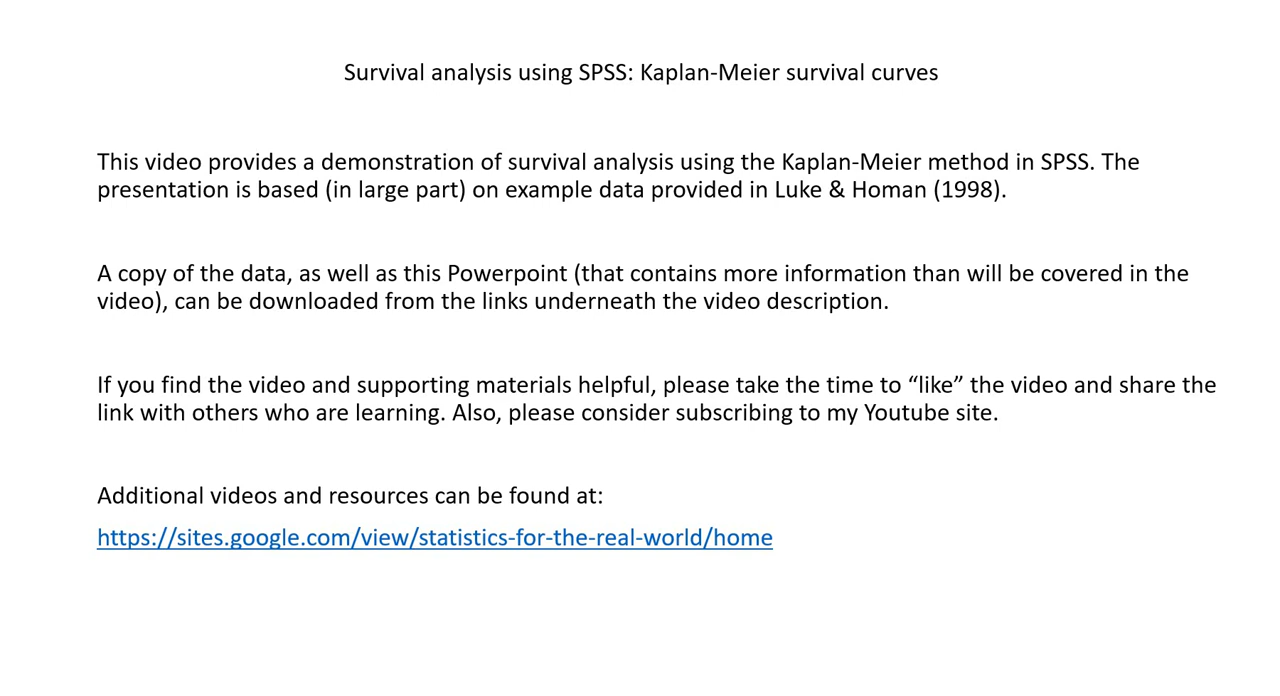 Survival analysis using SPSS: Kaplan-Meier survival curves
This video provides a demonstration of survival analysis using the Kaplan-Meier method in SPSS. The
presentation is based (in large part) on example data provided in Luke & Homan (1998).
A copy of the data, as well as this Powerpoint (that contains more information than will be covered in the
video), can be downloaded from the links underneath the video description.
If you find the video and supporting materials helpful, please take the time to “like” the video and share the
link with others who are learning. Also, please consider subscribing to my Youtube site.
Additional videos and resources can be found at:
https://sites.google.com/view/statistics-for-the-real-world/home